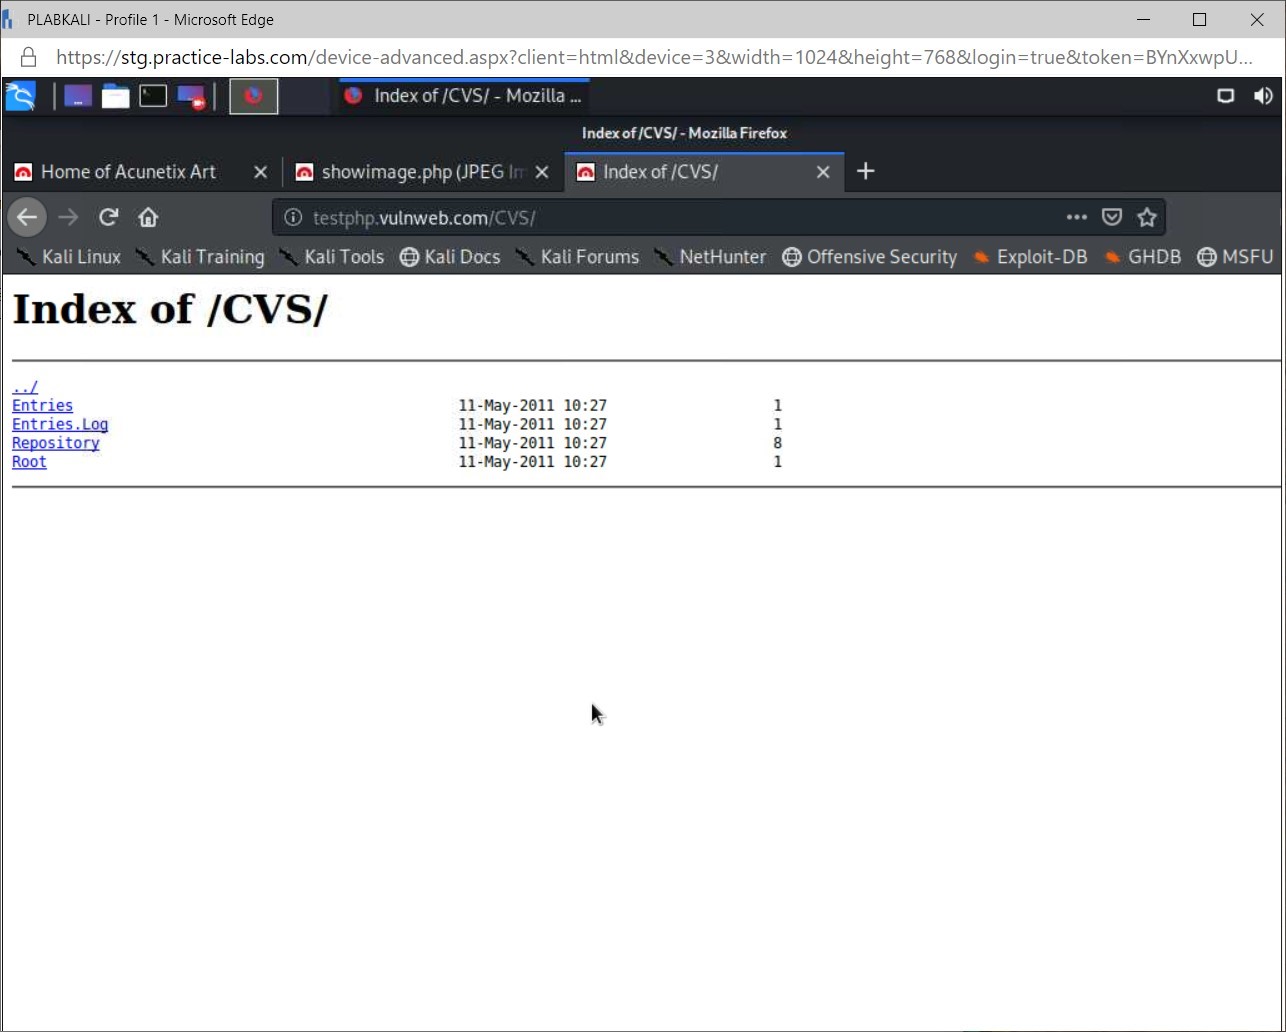 PLABKALI - Profile 1 - Microsoft Edge
https://stg.practice-labs.com/device-advanced.aspx?client=html&device=3&width=1024&height=768&login=true&token=BYnXxwpU...
Index of /CVS/ - Mozilla ...
Index of /CVS/ - Mozilla Firefox
Home of Acunetix Art showimage.php (JPEG Im Index of /CVS/
testphp.vulnweb.com/CVS/
Kali Linux Kali Training Kali Tools Kali Docs Kali Forums NetHunter Offensive Security Exploit-DB GHDB MSFU
Index of /CVS/
../
Entries 11-May-2011 10:27 1
Entries.Log 11-May-2011 10:27 1
Repository 11-May-2011 10:27 8
Root 11-May-2011 10:27 1